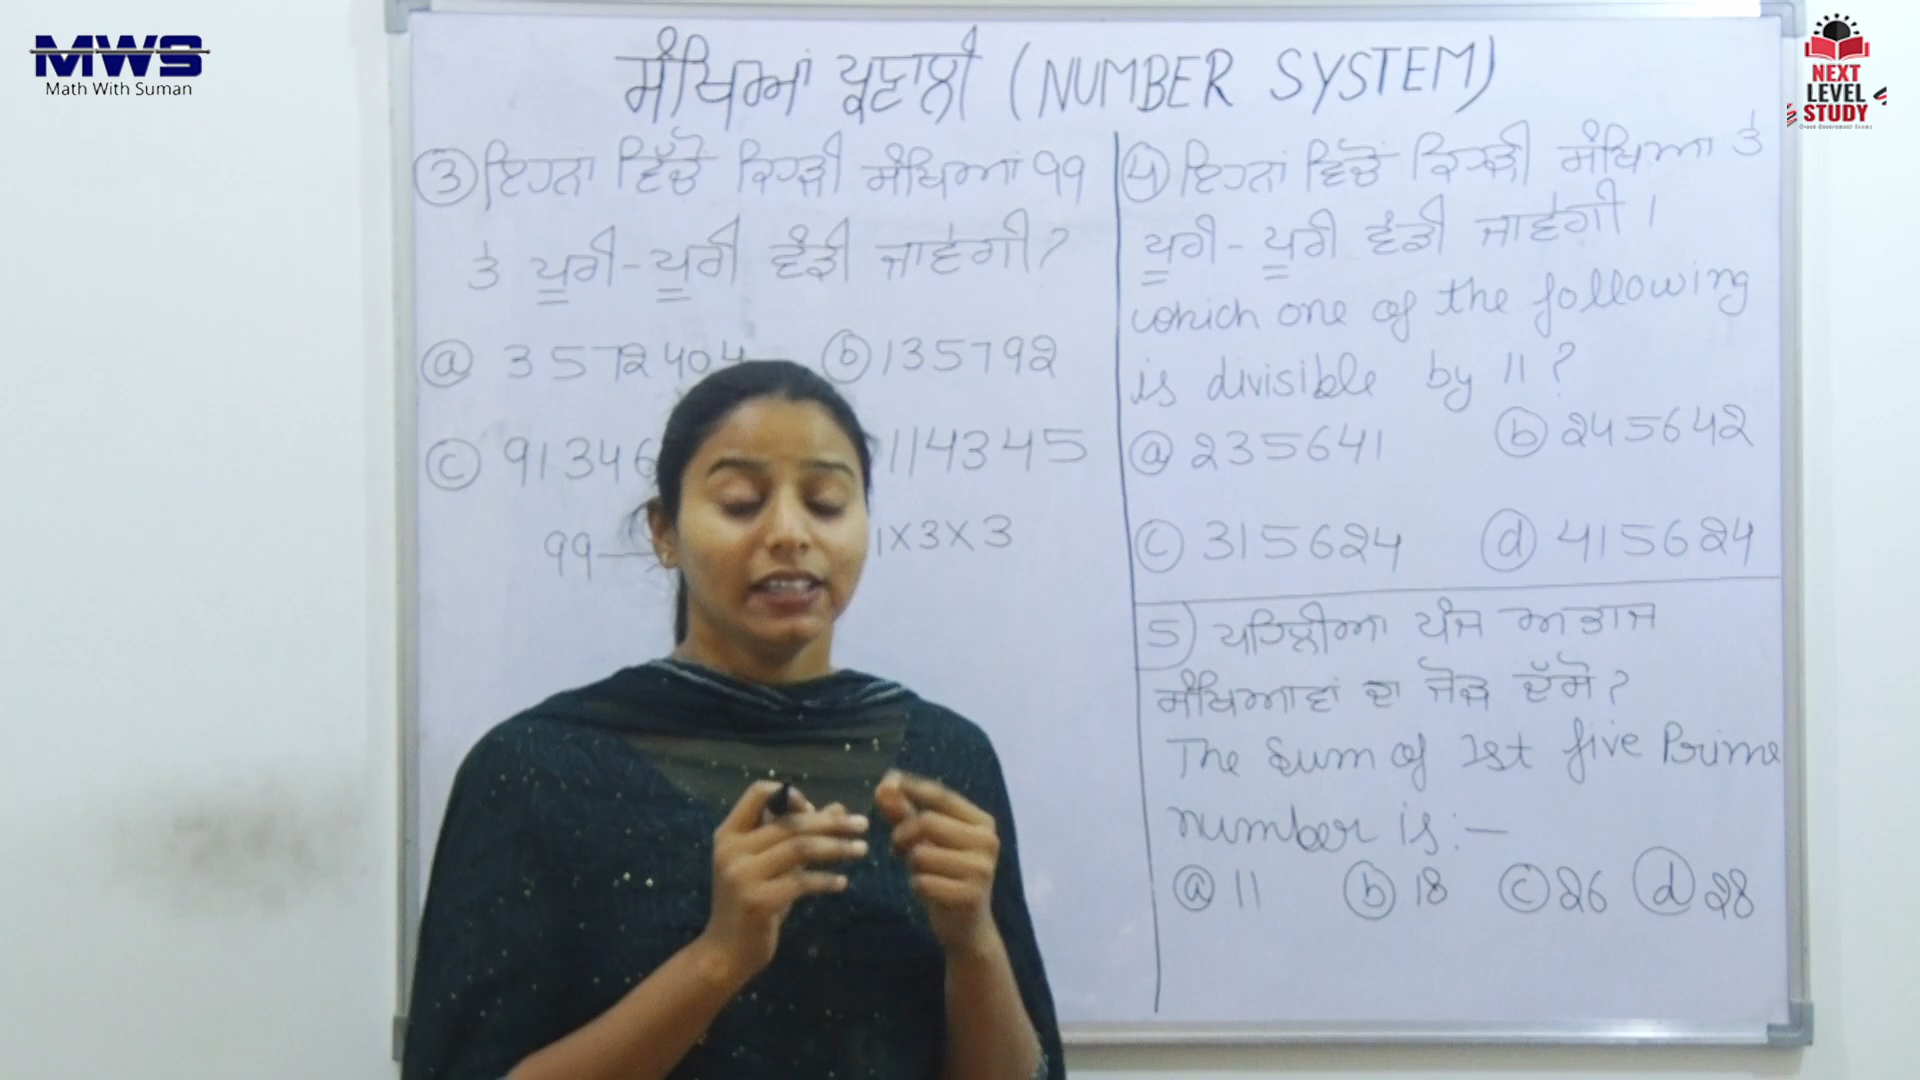 MWS
Math With Suman
NEXT
LEVEL
STUDY
ਸੰਖਿਆਂ ਪ੍ਰਣਾਲੀ (NUMBER SYSTEM)
③ ਇਹਨਾਂ ਵਿੱਚੋਂ ਕਿਹੜੀ ਸੰਖਿਆਂ 99
ਤੇ ਪੂਰੀ-ਪੂਰੀ ਵੰਡੀ ਜਾਵੇਗੀ?
ⓐ 3572404 ⓑ 135792
ⓒ 91346 114345
99— 1×3×3
④ ਇਹਨਾਂ ਵਿੱਚੋਂ ਕਿਹੜੀ ਸੰਖਿਆ ਤੇ
ਪੂਰੀ-ਪੂਰੀ ਵੰਡੀ ਜਾਵੇਗੀ।
which one of the following
is divisible by 11?
ⓐ 235641 ⓑ 245642
ⓒ 315624 ⓓ 415624
5) ਪਹਿਲੀਆ ਪੰਜ ਅਭਾਜ
ਸੰਖਿਆਵਾਂ ਦਾ ਜੋੜ ਦੱਸੋ?
The Sum of 1st five Prime
number is:—
ⓐ 11 ⓑ 18 ⓒ 26 ⓓ 28